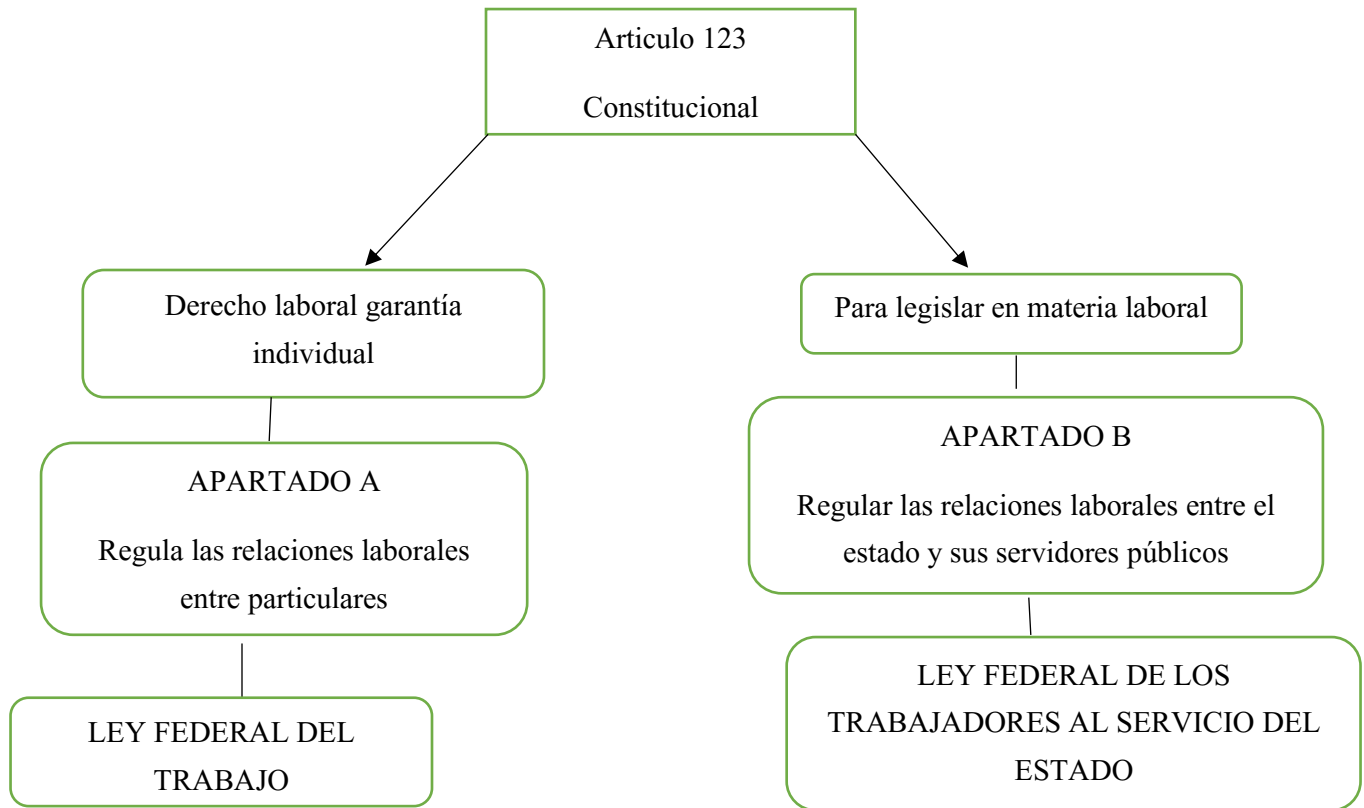 Articulo 123
Constitucional
Derecho laboral garantía
individual
Para legislar en materia laboral
APARTADO A
Regula las relaciones laborales
entre particulares
APARTADO B
Regular las relaciones laborales entre el
estado y sus servidores públicos
LEY FEDERAL DEL
TRABAJO
LEY FEDERAL DE LOS
TRABAJADORES AL SERVICIO DEL
ESTADO